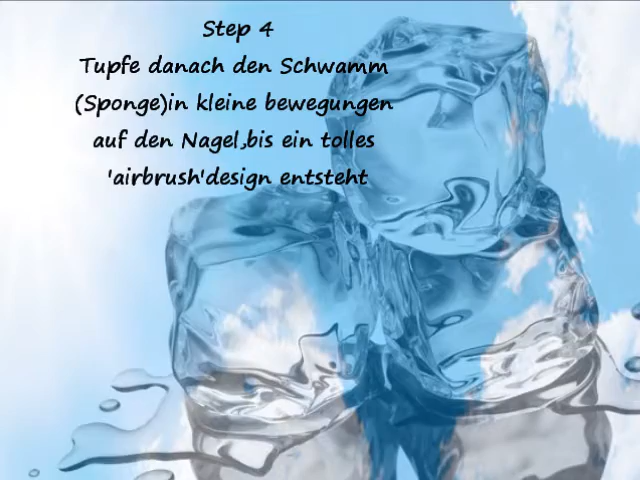 Step 4
Tupfe danach den Schwamm
(Sponge)in kleine bewegungen
auf den Nagel,bis ein tolles
'airbrush'design entsteht